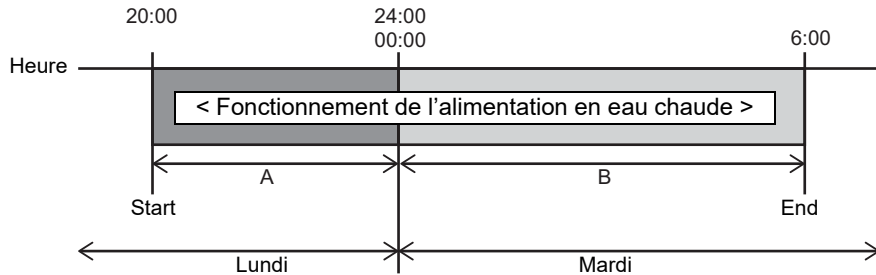 20:00
24:00
00:00
6:00
Heure
< Fonctionnement de l’alimentation en eau chaude >
A
B
Start
End
Lundi
Mardi